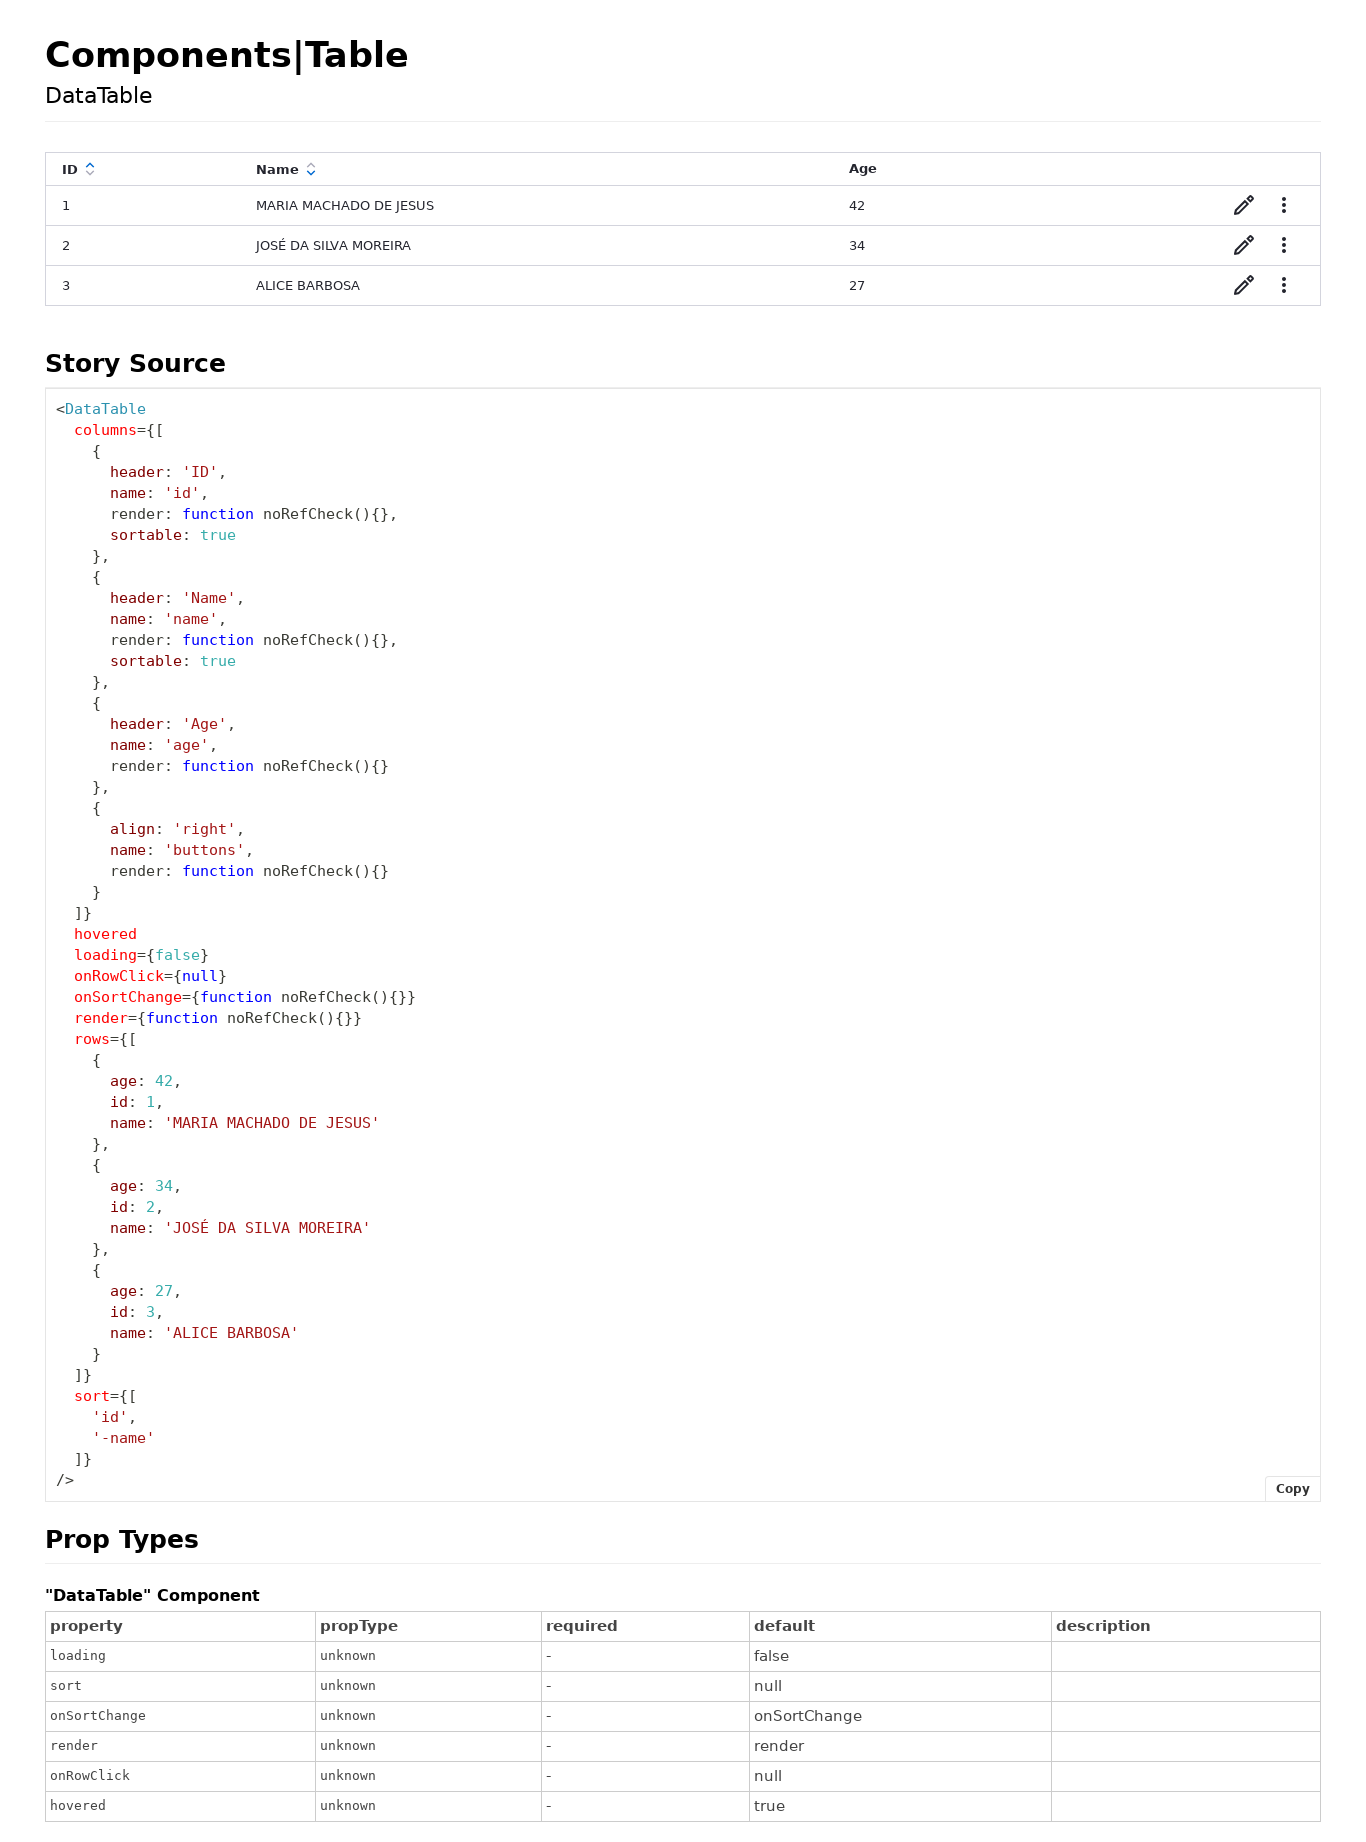 Components|Table
DataTable
ID Name Age
1 MARIA MACHADO DE JESUS 42
2 JOSÉ DA SILVA MOREIRA 34
3 ALICE BARBOSA 27
Story Source
<DataTable
  columns={[
    {
      header: 'ID',
      name: 'id',
      render: function noRefCheck(){},
      sortable: true
    },
    {
      header: 'Name',
      name: 'name',
      render: function noRefCheck(){},
      sortable: true
    },
    {
      header: 'Age',
      name: 'age',
      render: function noRefCheck(){}
    },
    {
      align: 'right',
      name: 'buttons',
      render: function noRefCheck(){}
    }
  ]}
  hovered
  loading={false}
  onRowClick={null}
  onSortChange={function noRefCheck(){}}
  render={function noRefCheck(){}}
  rows={[
    {
      age: 42,
      id: 1,
      name: 'MARIA MACHADO DE JESUS'
    },
    {
      age: 34,
      id: 2,
      name: 'JOSÉ DA SILVA MOREIRA'
    },
    {
      age: 27,
      id: 3,
      name: 'ALICE BARBOSA'
    }
  ]}
  sort={[
    'id',
    '-name'
  ]}
/>
Copy
Prop Types
"DataTable" Component
property propType required default description
loading unknown - false
sort unknown - null
onSortChange unknown - onSortChange
render unknown - render
onRowClick unknown - null
hovered unknown - true